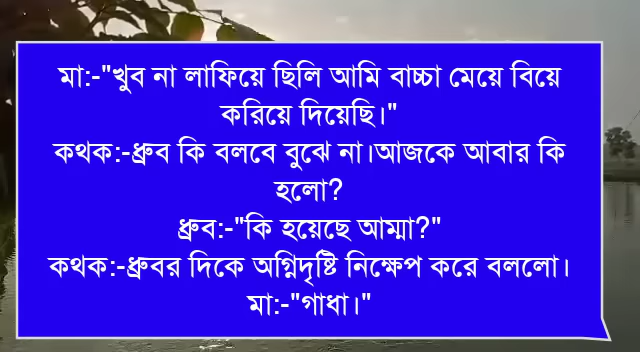 মা:-"খুব না লাফিয়ে ছিলি আমি বাচ্চা মেয়ে বিয়ে
করিয়ে দিয়েছি।"
কথক:-ধ্রুব কি বলবে বুঝে না।আজকে আবার কি
হলো?
ধ্রুব:-"কি হয়েছে আম্মা?"
কথক:-ধ্রুবর দিকে অগ্নিদৃষ্টি নিক্ষেপ করে বললো।
মা:-"গাধা।"